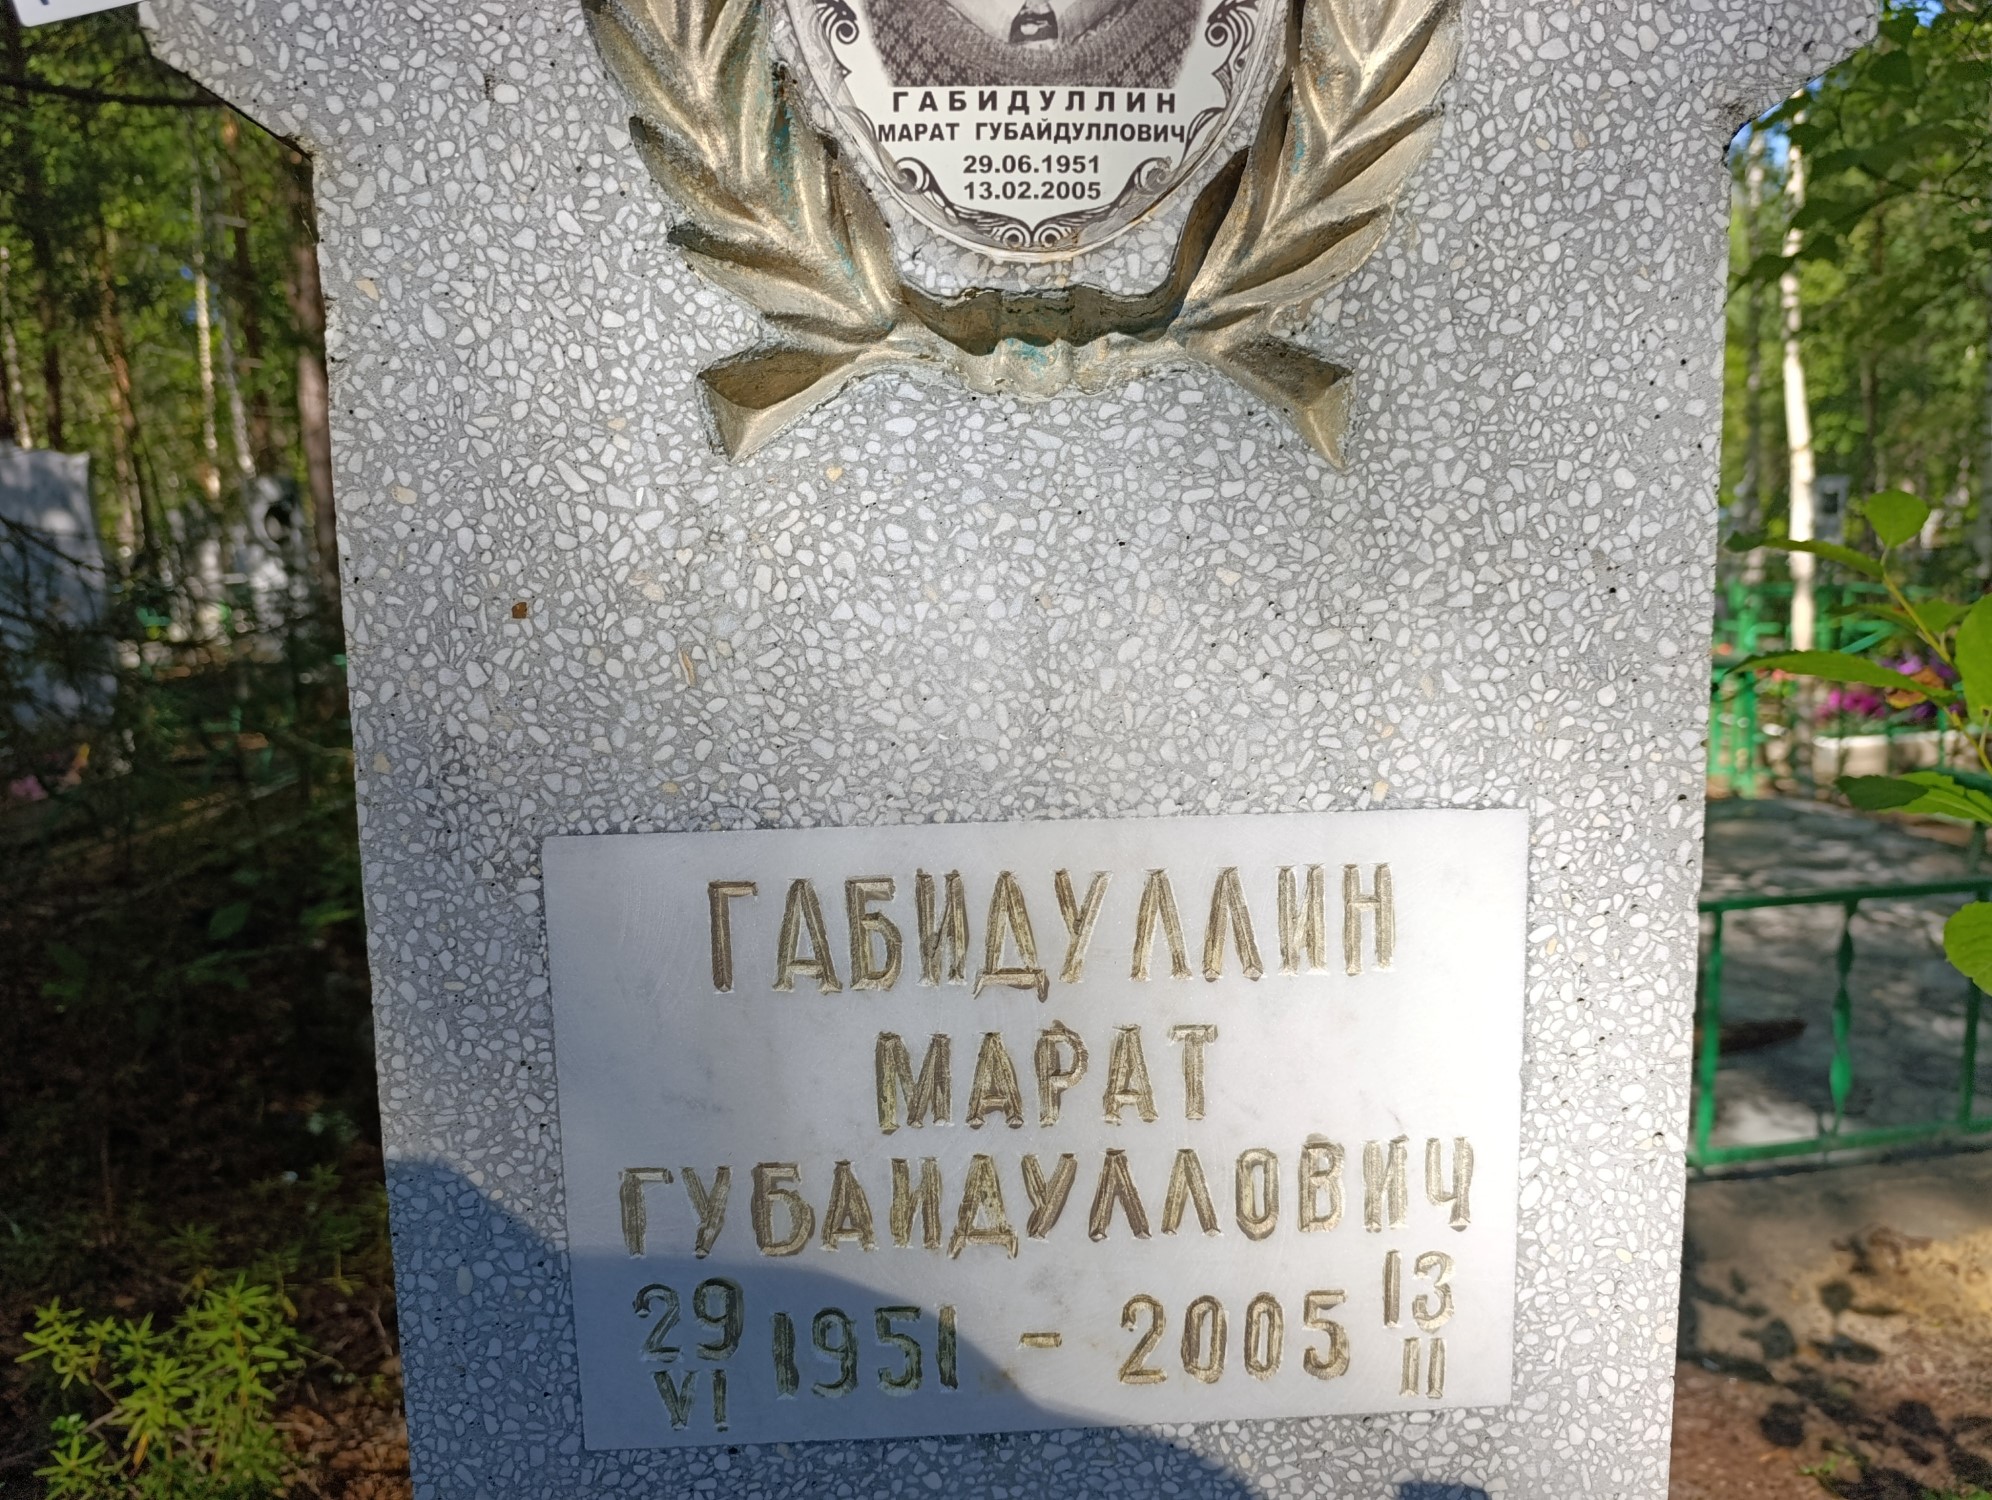 ГАБИДУЛЛИН
МАРАТ ГУБАЙДУЛЛОВИЧ
29.06.1951
13.02.2005
ГАБИДУЛЛИН
МАРАТ
ГУБАИДУЛЛОВИЧ
29 VI 1951 - 2005 13 II